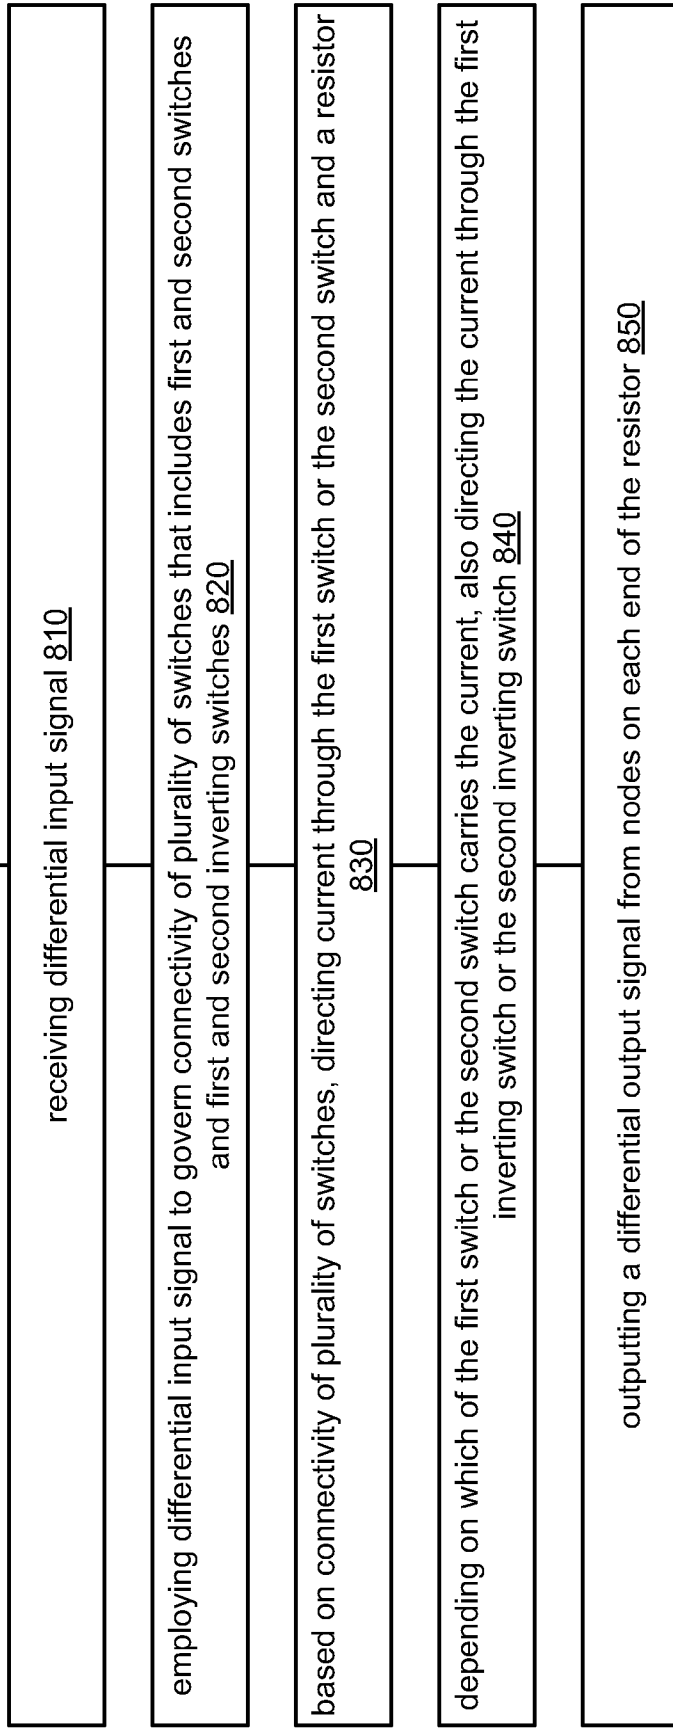 receiving differential input signal 810
employing differential input signal to govern connectivity of plurality of switches that includes first and second switches
and first and second inverting switches 820
based on connectivity of plurality of switches, directing current through the first switch or the second switch and a resistor
830
depending on which of the first switch or the second switch carries the current, also directing the current through the first
inverting switch or the second inverting switch 840
outputting a differential output signal from nodes on each end of the resistor 850